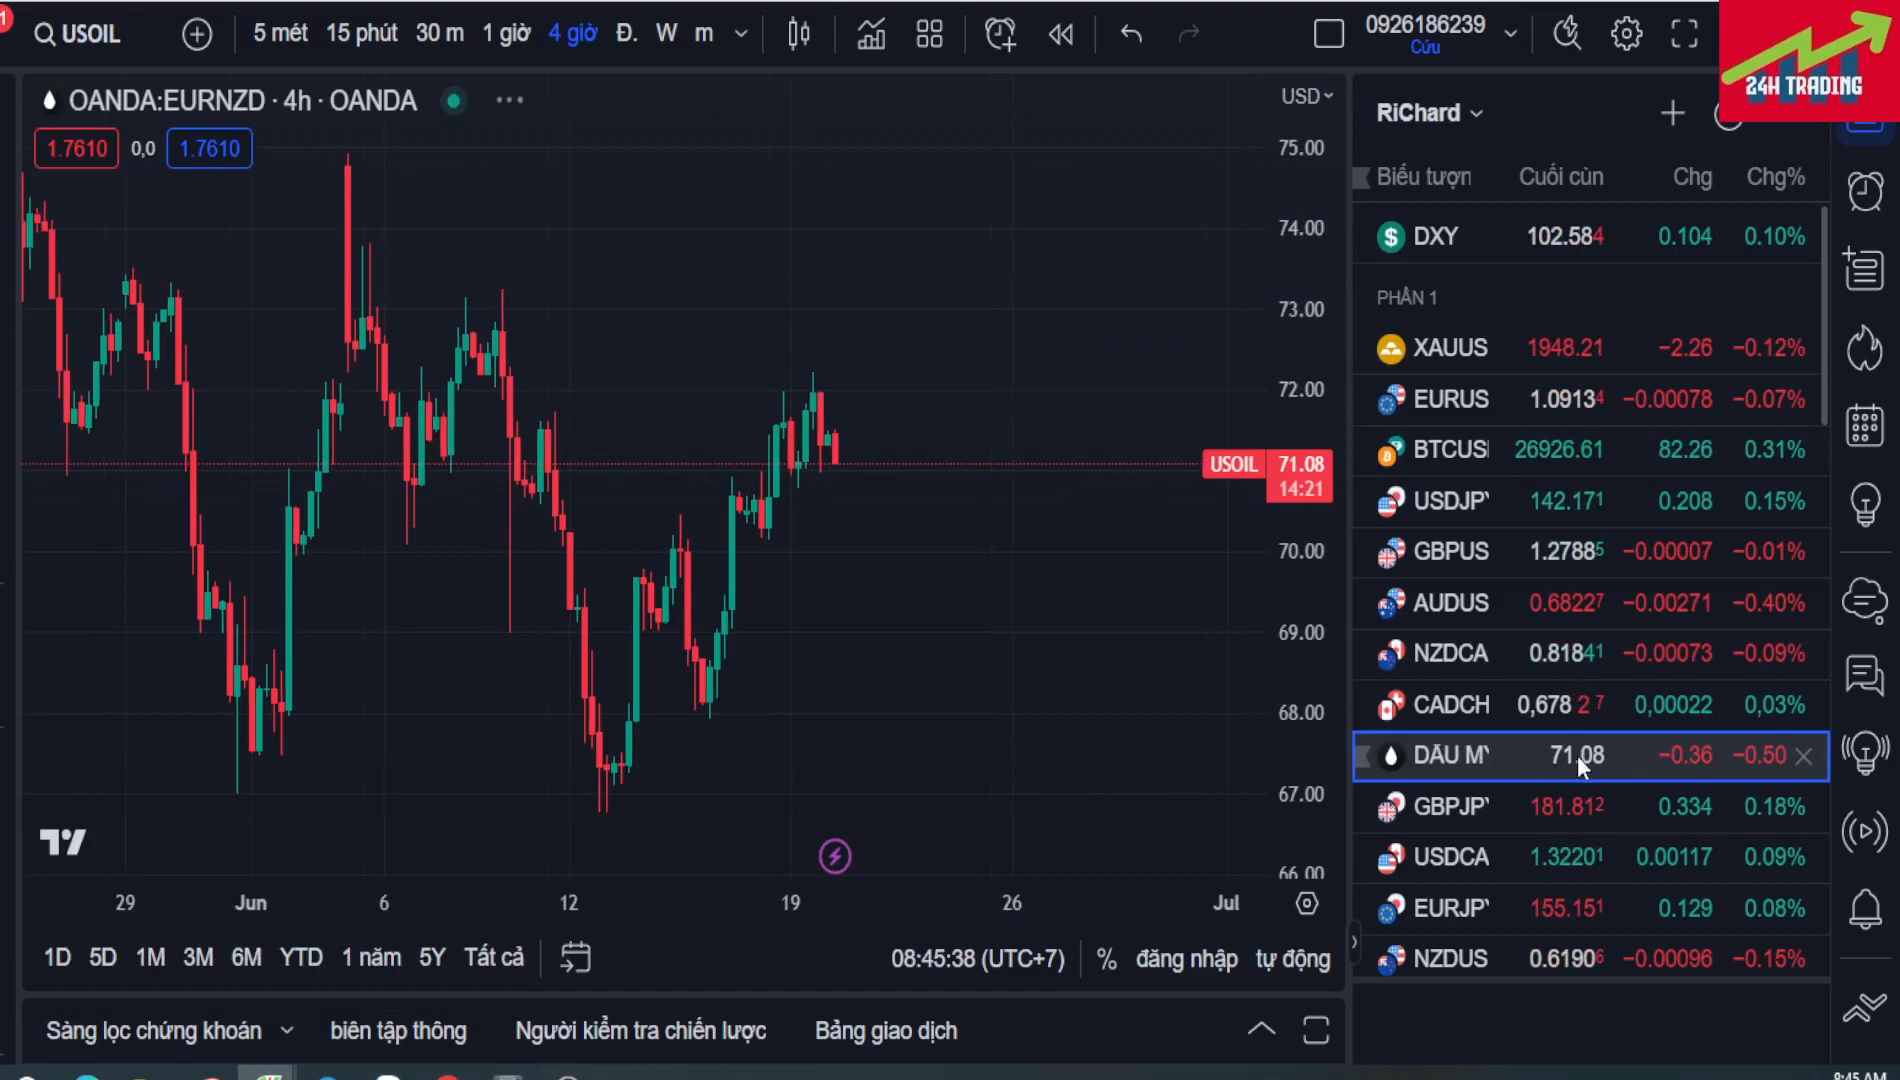 1
USOIL
5 mét 15 phút 30 m 1 giờ 4 giờ Đ. W m
0926186239
Cứu
24H TRADING
OANDA:EURNZD · 4h · OANDA
USD
1.7610 0,0 1.7610
75.00
74.00
73.00
72.00
USOIL 71.08
14:21
70.00
69.00
68.00
67.00
66.00
29 Jun 6 12 19 26 Jul
1D 5D 1M 3M 6M YTD 1 năm 5Y Tất cả
08:45:38 (UTC+7) % đăng nhập tự động
Sàng lọc chứng khoán biên tập thông Người kiểm tra chiến lược Bảng giao dịch
RiChard
Biểu tượn Cuối cùn Chg Chg%
DXY 102.584 0.104 0.10%
PHẦN 1
XAUUS 1948.21 −2.26 −0.12%
EURUS 1.09134 −0.00078 −0.07%
BTCUS 26926.61 82.26 0.31%
USDJPY 142.171 0.208 0.15%
GBPUS 1.27885 −0.00007 −0.01%
AUDUS 0.68227 −0.00271 −0.40%
NZDCA 0.81841 −0.00073 −0.09%
CADCH 0,678 2 7 0,00022 0,03%
DẦU MY 71.08 −0.36 −0.50
GBPJPY 181.812 0.334 0.18%
USDCA 1.32201 0.00117 0.09%
EURJPY 155.151 0.129 0.08%
NZDUS 0.61906 −0.00096 −0.15%
8:45 AM